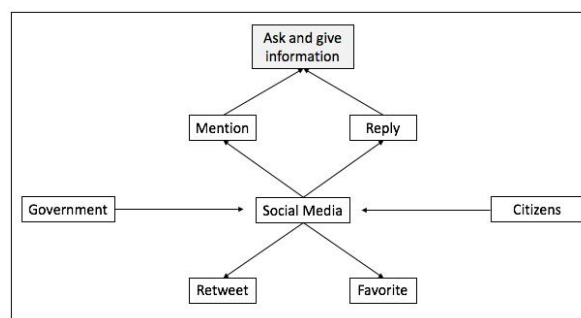 Ask and give
information
Mention
Reply
Government
Social Media
Citizens
Retweet
Favorite